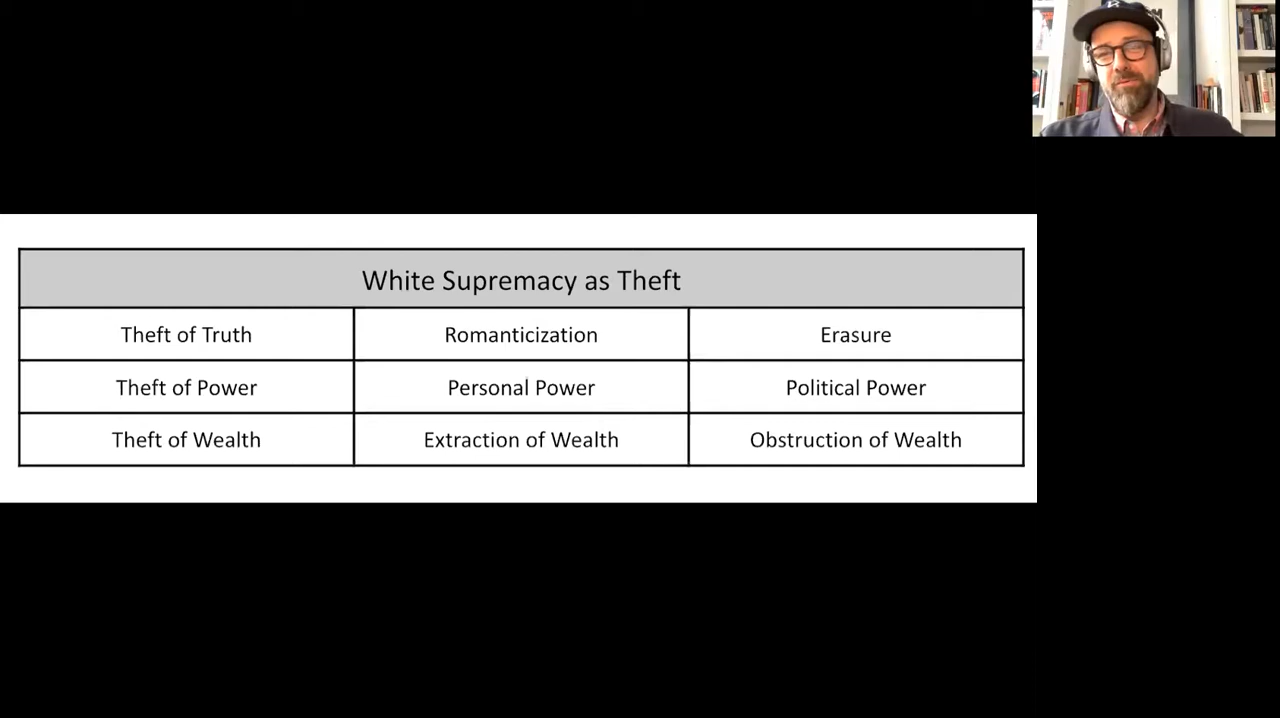 White Supremacy as Theft
Theft of Truth Romanticization Erasure
Theft of Power Personal Power Political Power
Theft of Wealth Extraction of Wealth Obstruction of Wealth